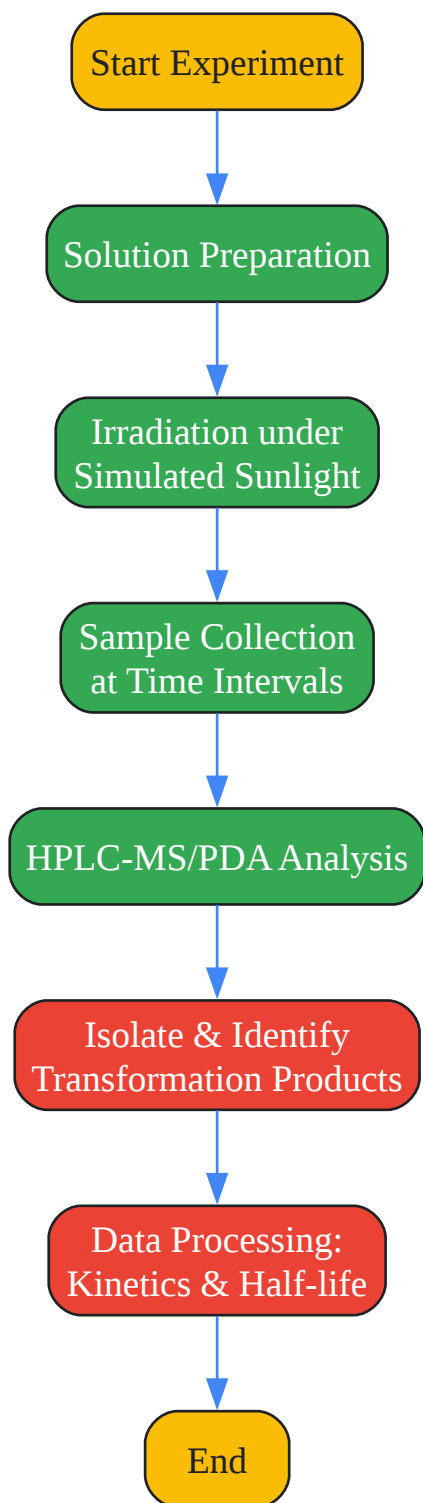 Start Experiment
Solution Preparation
Irradiation under
Simulated Sunlight
Sample Collection
at Time Intervals
HPLC-MS/PDA Analysis
Isolate & Identify
Transformation Products
Data Processing:
Kinetics & Half-life
End